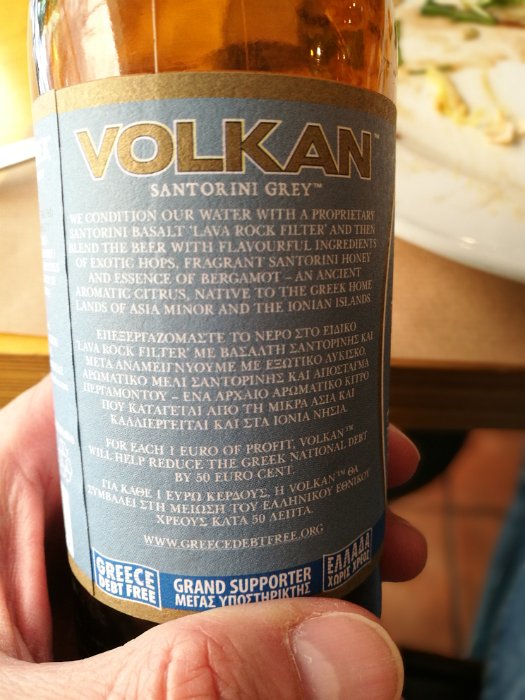 VOLKAN™
SANTORINI GREY™
WE CONDITION OUR WATER WITH A PROPRIETARY
SANTORINI BASALT 'LAVA ROCK FILTER' AND THEN
BLEND THE BEER WITH FLAVOURFUL INGREDIENTS
OF EXOTIC HOPS, FRAGRANT SANTORINI HONEY
AND ESSENCE OF BERGAMOT – AN ANCIENT
AROMATIC CITRUS, NATIVE TO THE GREEK HOME
LANDS OF ASIA MINOR AND THE IONIAN ISLANDS
ΕΠΕΞΕΡΓΑΖΟΜΑΣΤΕ ΤΟ ΝΕΡΟ ΣΤΟ ΕΙΔΙΚΟ
'LAVA ROCK FILTER' ΜΕ ΒΑΣΑΛΤΗ ΣΑΝΤΟΡΙΝΗΣ ΚΑΙ
ΜΕΤΑ ΑΝΑΜΕΙΓΝΥΟΥΜΕ ΜΕ ΕΞΩΤΙΚΟ ΛΥΚΙΣΚΟ,
ΑΡΩΜΑΤΙΚΟ ΜΕΛΙ ΣΑΝΤΟΡΙΝΗΣ ΚΑΙ ΑΠΟΣΤΑΓΜΑ
ΠΕΡΓΑΜΟΝΤΟΥ – ΕΝΑ ΑΡΧΑΙΟ ΑΡΩΜΑΤΙΚΟ ΚΙΤΡΟ
ΠΟΥ ΚΑΤΑΓΕΤΑΙ ΑΠΟ ΤΗ ΜΙΚΡΑ ΑΣΙΑ ΚΑΙ
ΚΑΛΛΙΕΡΓΕΙΤΑΙ ΚΑΙ ΣΤΑ ΙΟΝΙΑ ΝΗΣΙΑ.
FOR EACH 1 EURO OF PROFIT, VOLKAN™
WILL HELP REDUCE THE GREEK NATIONAL DEBT
BY 50 EURO CENT.
ΓΙΑ ΚΑΘΕ 1 ΕΥΡΩ ΚΕΡΔΟΥΣ, Η VOLKAN™ ΘΑ
ΣΥΜΒΑΛΕΙ ΣΤΗ ΜΕΙΩΣΗ ΤΟΥ ΕΛΛΗΝΙΚΟΥ ΕΘΝΙΚΟΥ
ΧΡΕΟΥΣ ΚΑΤΑ 50 ΛΕΠΤΑ.
WWW.GREECEDEBTFREE.ORG
GREECE
DEBT FREE
GRAND SUPPORTER
ΜΕΓΑΣ ΥΠΟΣΤΗΡΙΚΤΗΣ
ΕΛΛΑΔΑ
ΧΩΡΙΣ ΧΡΕΟΣ